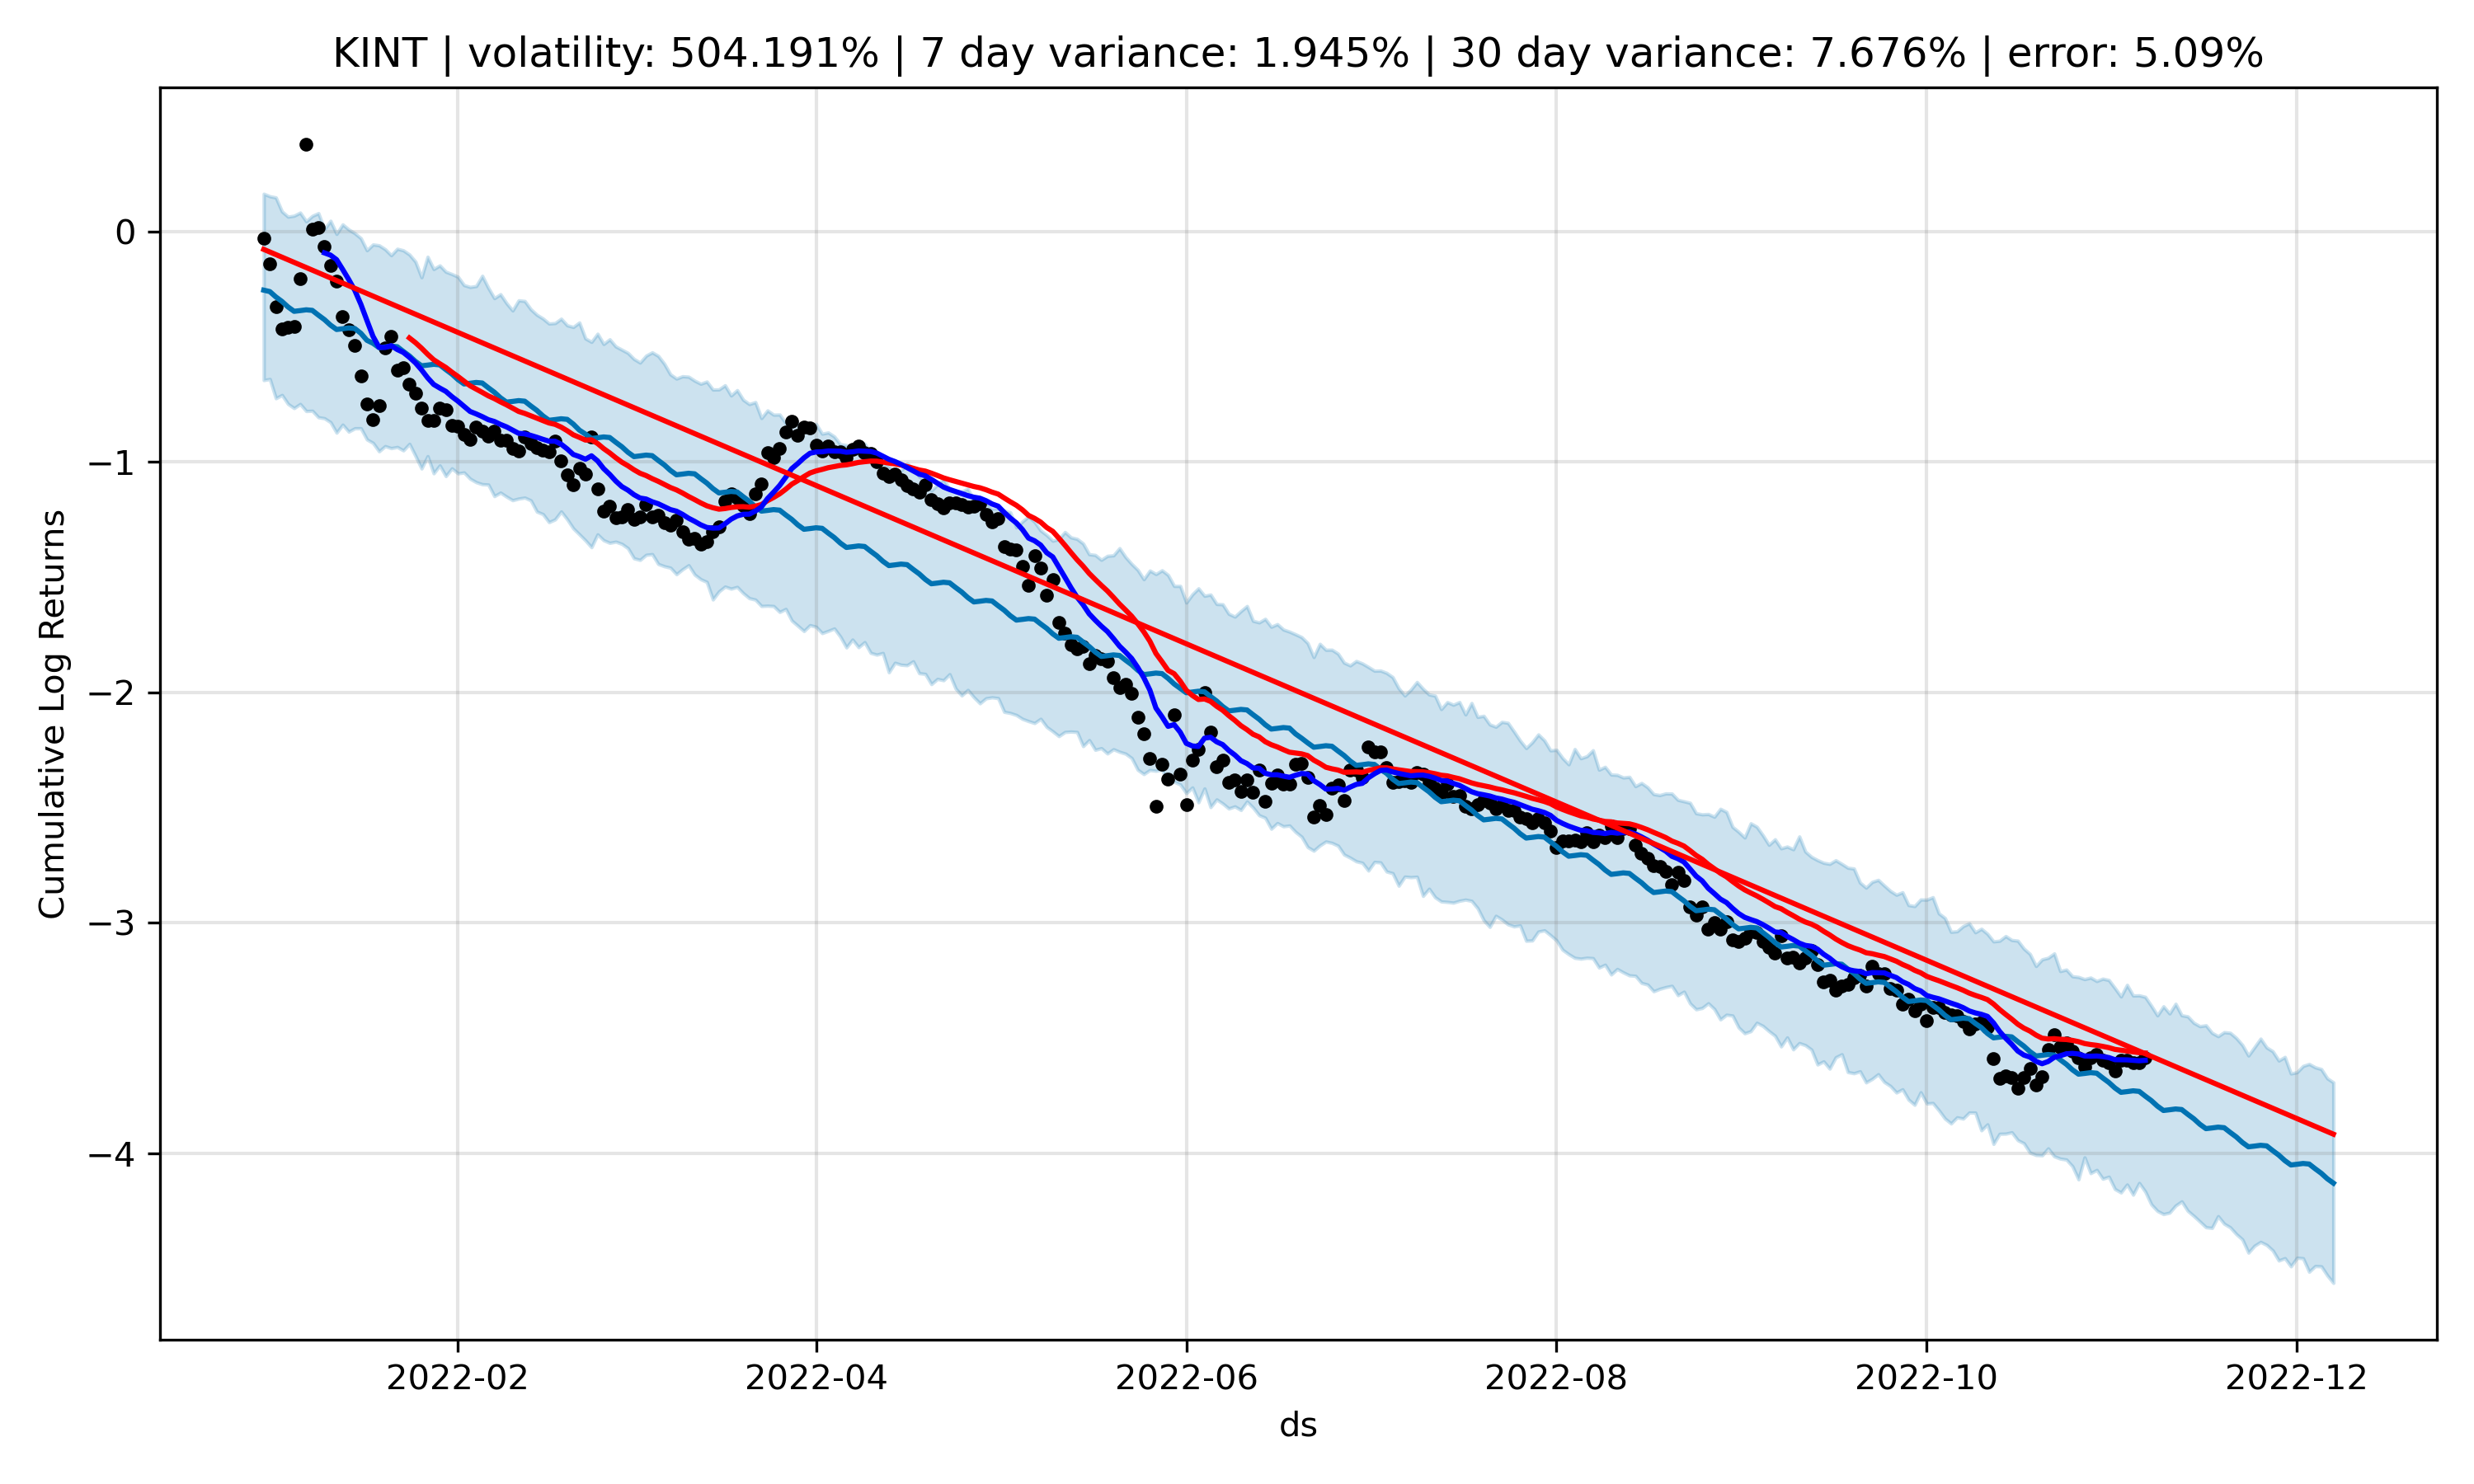 KINT | volatility: 504.191% | 7 day variance: 1.945% | 30 day variance: 7.676% | error: 5.09%
Cumulative Log Returns
0
−1
−2
−3
−4
2022-02 2022-04 2022-06 2022-08 2022-10 2022-12
ds